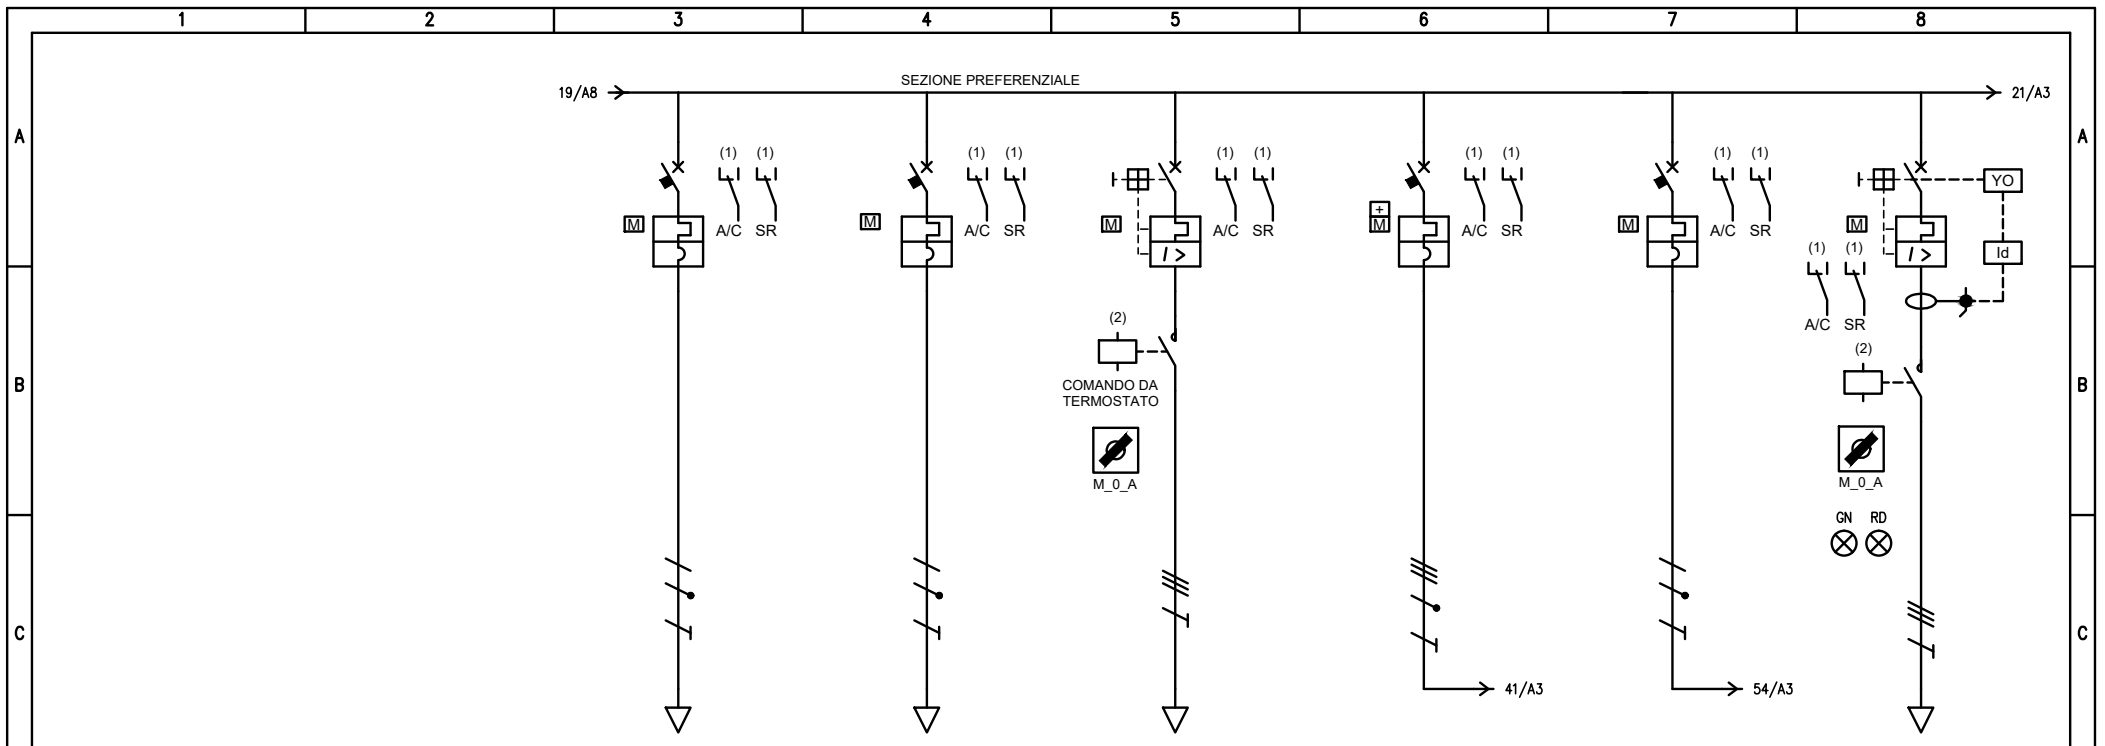 1 2 3 4 5 6 7 8
SEZIONE PREFERENZIALE
19/A8 21/A3
A A
(1) (1) (1) (1) (1) (1) (1) (1) (1) (1)
YO
+
M M M M M M
A/C SR A/C SR A/C SR A/C SR A/C SR
I > I >
(1) (1)
Id
A/C SR
(2)
(2)
COMANDO DA
TERMOSTATO
B B
M_0_A M_0_A
GN RD
C C
41/A3 54/A3